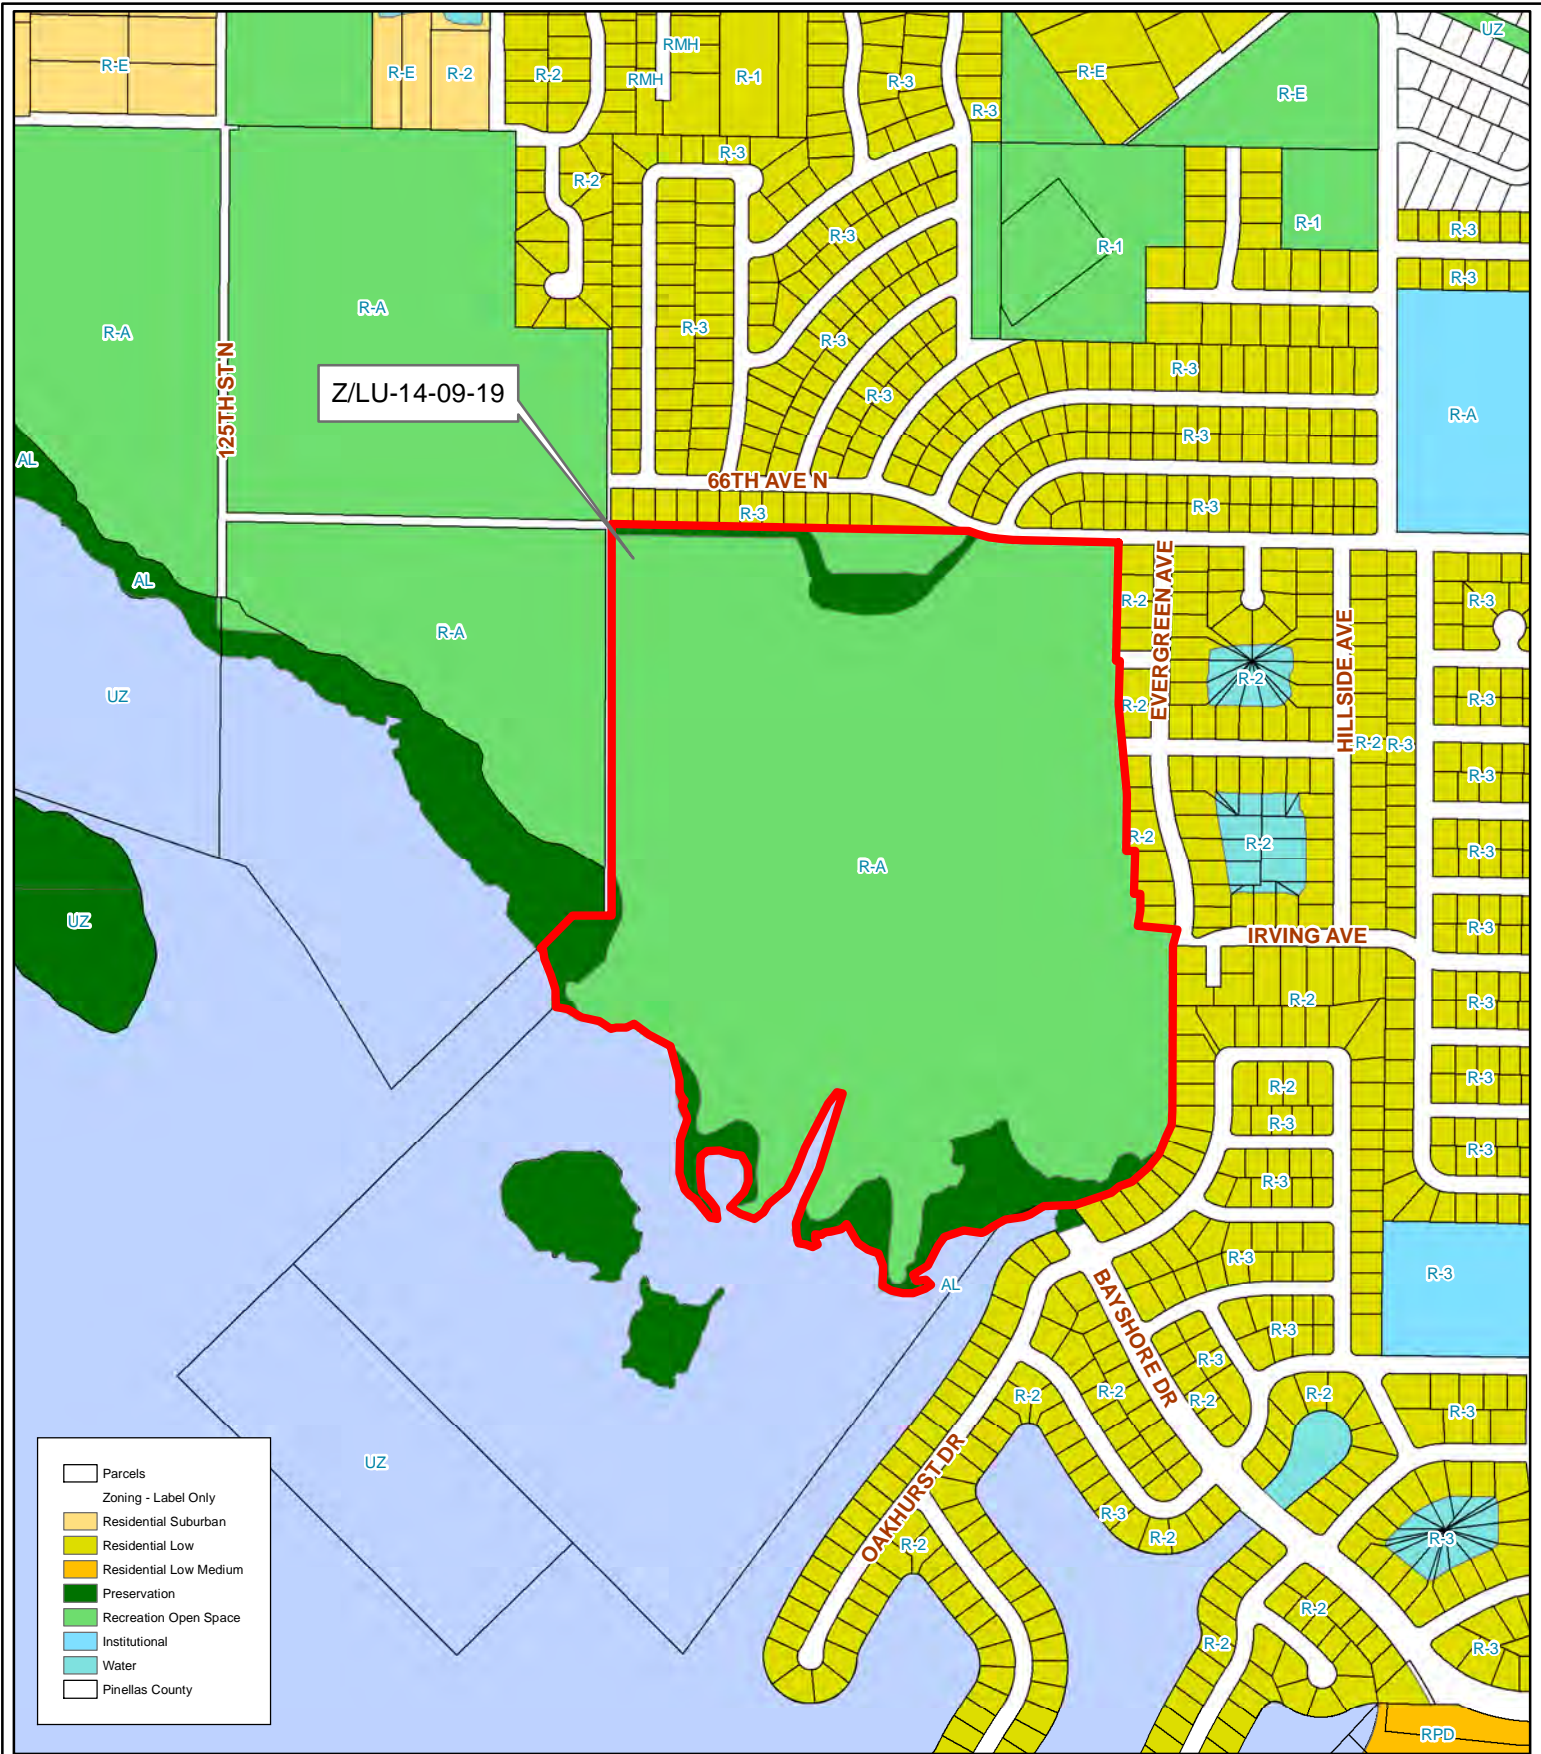 UZ
RMH
R-E
R-E
R-2
R-2
RMH
R-1
R-3
R-E
R-E
R-3
R-3
R-2
R-3
R-1
R-1
R-3
R-3
R-A
R-A
R-3
R-3
R-3
125TH ST N
Z/LU-14-09-19
R-3
R-3
R-A
R-3
AL
66TH AVE N
R-3
R-3
AL
R-2
EVERGREEN AVE
R-3
R-A
HILLSIDE AVE
UZ
R-2
R-2
R-3
R-2
R-3
R-3
R-2
R-2
R-3
R-A
UZ
IRVING AVE
R-3
R-2
R-3
R-2
R-3
R-3
R-3
R-3
R-3
R-3
AL
BAYSHORE DR
R-3
R-3
R-2
R-2
R-2
R-2
R-3
OAKHURST DR
UZ
R-3
R-2
R-3
R-2
R-2
R-2
R-3
RPD
Parcels
Zoning - Label Only
Residential Suburban
Residential Low
Residential Low Medium
Preservation
Recreation Open Space
Institutional
Water
Pinellas County